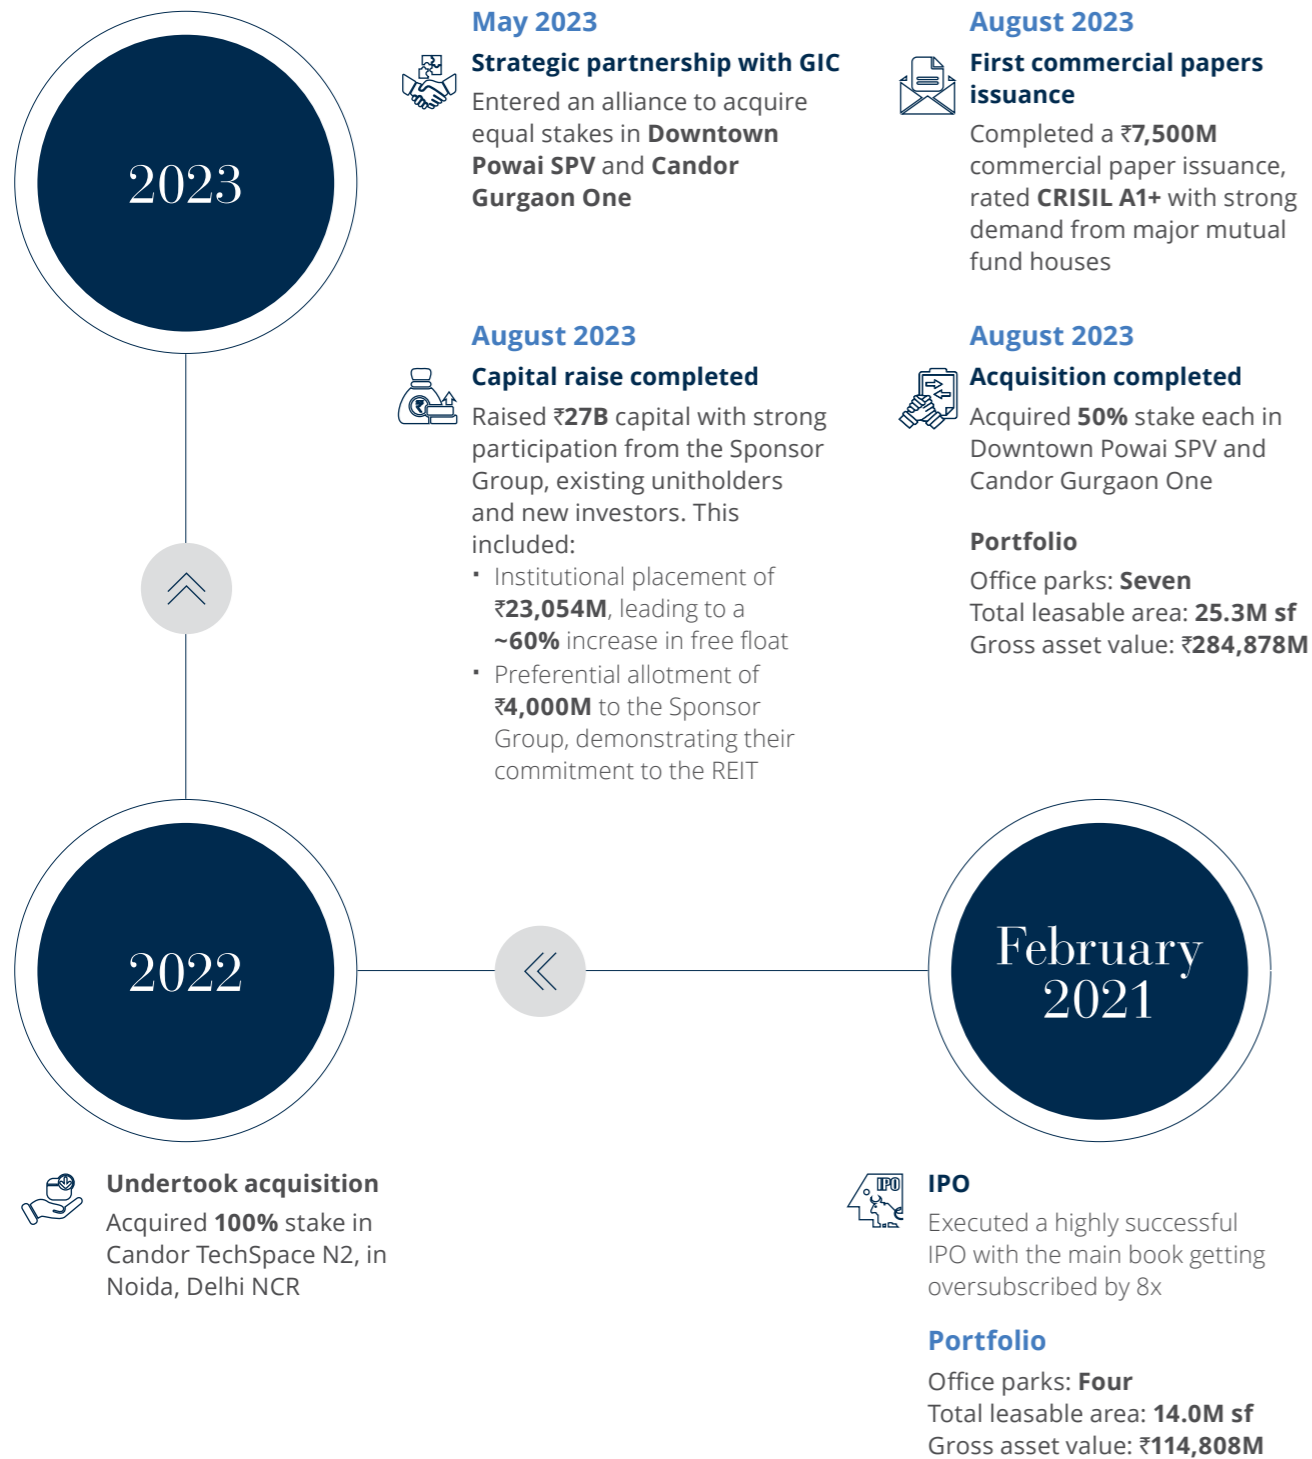 2023
May 2023
Strategic partnership with GIC
Entered an alliance to acquire
equal stakes in Downtown
Powai SPV and Candor
Gurgaon One
August 2023
First commercial papers
issuance
Completed a ₹7,500M
commercial paper issuance,
rated CRISIL A1+ with strong
demand from major mutual
fund houses
August 2023
Capital raise completed
Raised ₹27B capital with strong
participation from the Sponsor
Group, existing unitholders
and new investors. This
included:
▪ Institutional placement of
₹23,054M, leading to a
~60% increase in free float
▪ Preferential allotment of
₹4,000M to the Sponsor
Group, demonstrating their
commitment to the REIT
August 2023
Acquisition completed
Acquired 50% stake each in
Downtown Powai SPV and
Candor Gurgaon One
Portfolio
Office parks: Seven
Total leasable area: 25.3M sf
Gross asset value: ₹284,878M
2022
Undertook acquisition
Acquired 100% stake in
Candor TechSpace N2, in
Noida, Delhi NCR
February
2021
IPO
IPO
Executed a highly successful
IPO with the main book getting
oversubscribed by 8x
Portfolio
Office parks: Four
Total leasable area: 14.0M sf
Gross asset value: ₹114,808M